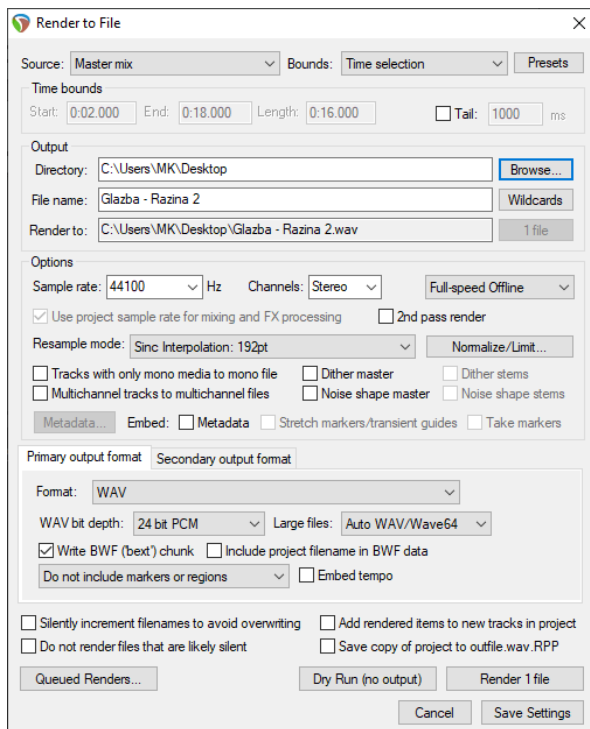 Render to File
Source: Master mix Bounds: Time selection Presets
Time bounds
Start: 0:02.000 End: 0:18.000 Length: 0:16.000 Tail: 1000 ms
Output
Directory: C:\Users\MK\Desktop Browse...
File name: Glazba - Razina 2 Wildcards
Render to: C:\Users\MK\Desktop\Glazba - Razina 2.wav 1 file
Options
Sample rate: 44100 Hz Channels: Stereo Full-speed Offline
Use project sample rate for mixing and FX processing 2nd pass render
Resample mode: Sinc Interpolation: 192pt Normalize/Limit...
Tracks with only mono media to mono file Dither master Dither stems
Multichannel tracks to multichannel files Noise shape master Noise shape stems
Metadata... Embed: Metadata Stretch markers/transient guides Take markers
Primary output format Secondary output format
Format: WAV
WAV bit depth: 24 bit PCM Large files: Auto WAV/Wave64
Write BWF ('bext') chunk Include project filename in BWF data
Do not include markers or regions Embed tempo
Silently increment filenames to avoid overwriting Add rendered items to new tracks in project
Do not render files that are likely silent Save copy of project to outfile.wav.RPP
Queued Renders... Dry Run (no output) Render 1 file
Cancel Save Settings